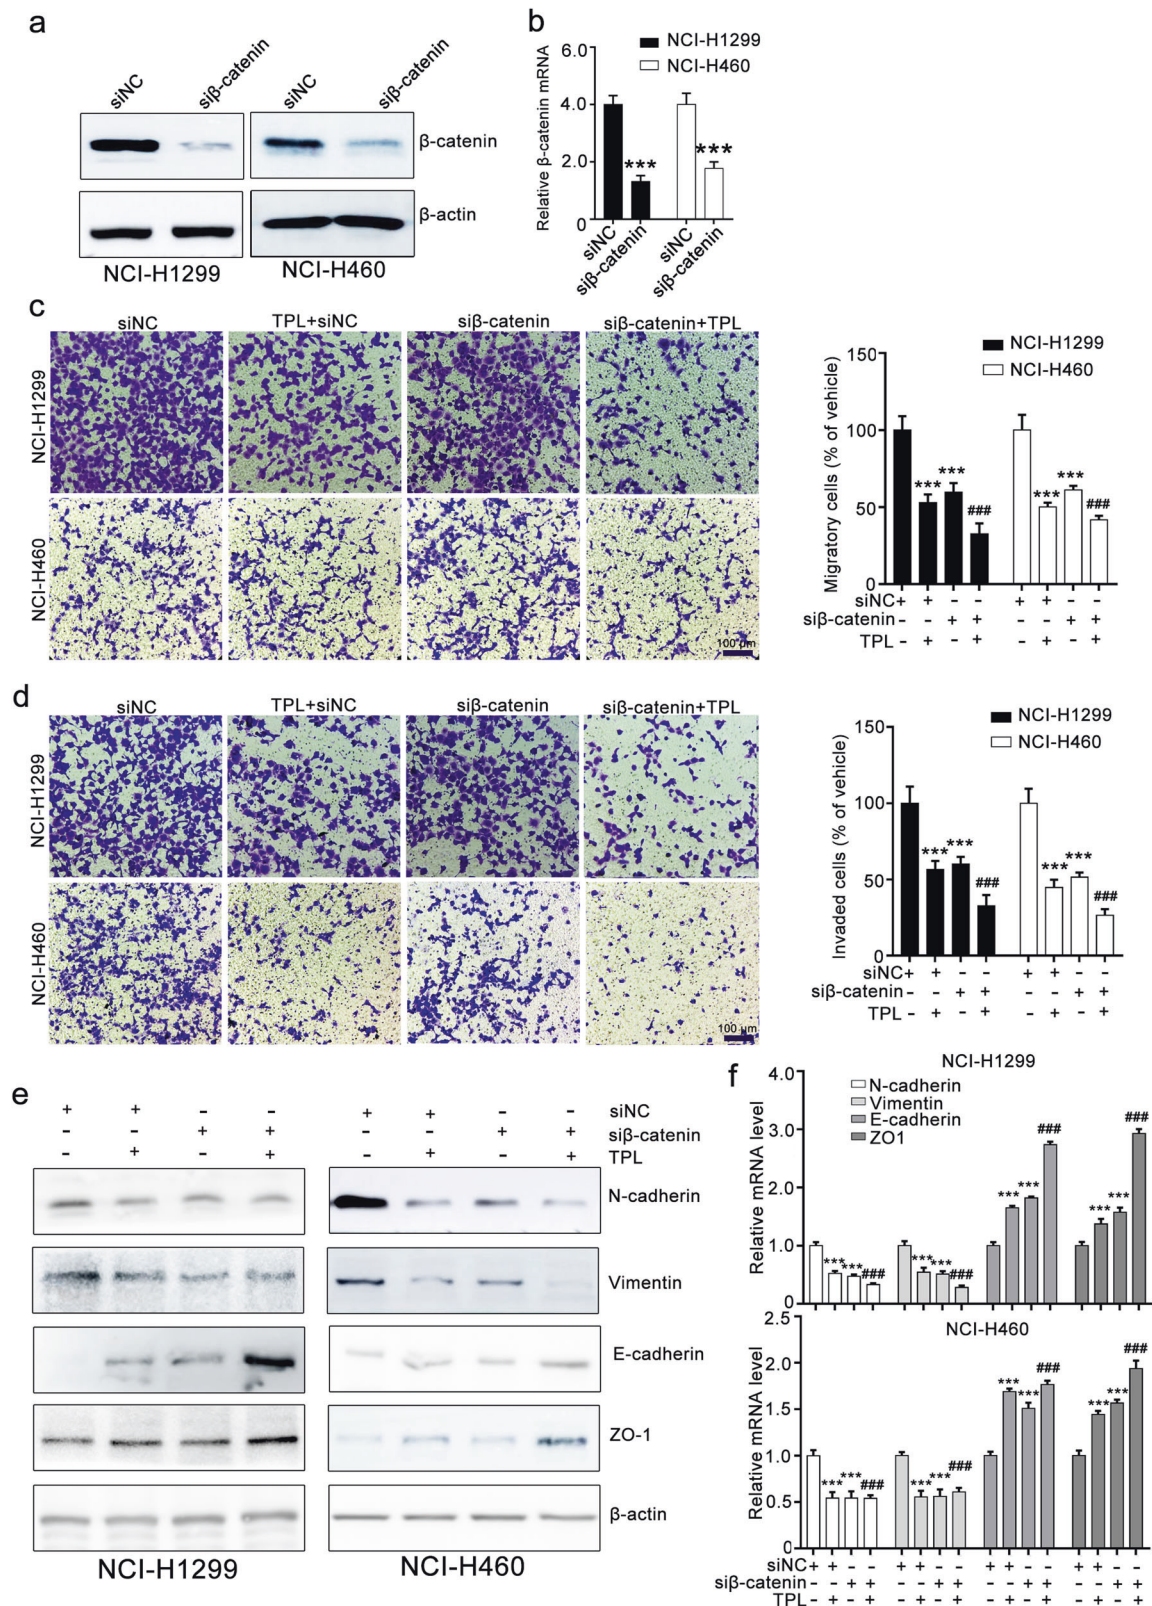 a
siNC
siβ-catenin
siNC
siβ-catenin
β-catenin
β-actin
NCI-H1299
NCI-H460
b
NCI-H1299
NCI-H460
Relative β-catenin mRNA
6.0
4.0
2.0
0
***
***
siNC
siβ-catenin
siNC
siβ-catenin
c
siNC
TPL+siNC
siβ-catenin
siβ-catenin+TPL
NCI-H1299
NCI-H460
100 μm
NCI-H1299
NCI-H460
Migratory cells (% of vehicle)
150
100
50
0
*** *** ### *** *** ###
siNC + + - - + + - -
siβ-catenin - - + + - - + +
TPL - + - + - + - +
d
siNC
TPL+siNC
siβ-catenin
siβ-catenin+TPL
NCI-H1299
NCI-H460
100 μm
NCI-H1299
NCI-H460
Invaded cells (% of vehicle)
150
100
50
0
*** *** ### *** *** ###
siNC + + - - + + - -
siβ-catenin - - + + - - + +
TPL - + - + - + - +
e
+ + - - + + - - siNC
- - + + - - + + siβ-catenin
- + - + - + - + TPL
N-cadherin
Vimentin
E-cadherin
ZO-1
β-actin
NCI-H1299
NCI-H460
f
NCI-H1299
N-cadherin
Vimentin
E-cadherin
ZO1
Relative mRNA level
4.0
3.0
2.0
1.0
0
*** *** ### *** *** ### *** *** ### *** *** ###
NCI-H460
Relative mRNA level
2.5
2.0
1.5
1.0
0.5
0
*** *** ### *** *** ### *** *** ### *** *** ###
siNC + + - - + + - - + + - - + + - -
siβ-catenin - - + + - - + + - - + + - - + +
TPL - + - + - + - + - + - + - + - +